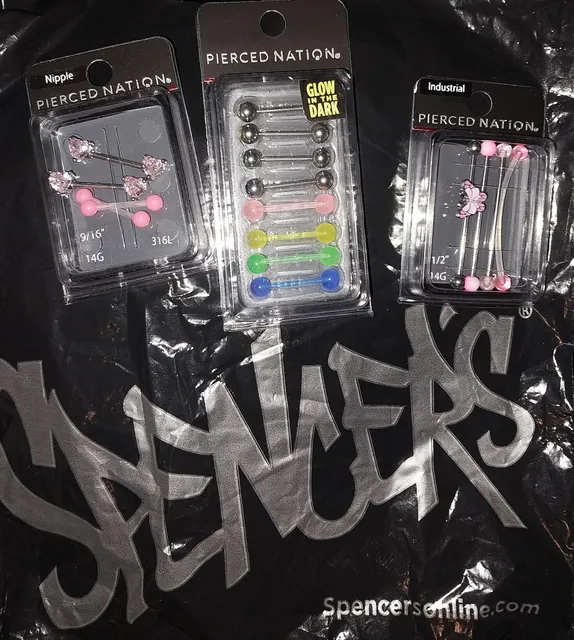 Nipple
PIERCED NATION®
9/16"
14G
316L
PIERCED NATION®
GLOW
IN THE
DARK
Industrial
PIERCED NATION®
1/2"
14G
SPENCER'S®
Spencersonline.com